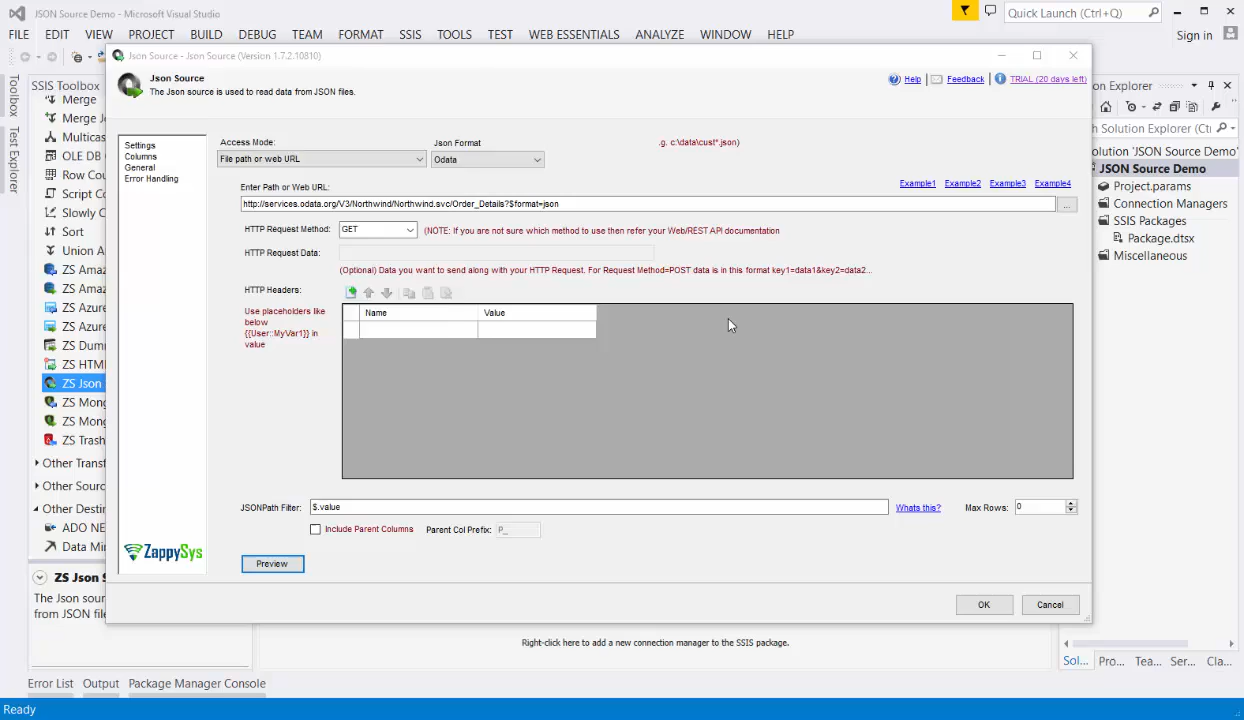 JSON Source Demo - Microsoft Visual Studio
Quick Launch (Ctrl+Q)
FILE EDIT VIEW PROJECT BUILD DEBUG TEAM FORMAT SSIS TOOLS TEST WEB ESSENTIALS ANALYZE WINDOW HELP
Sign in
Toolbox
Test Explorer
SSIS Toolbox
Merge
Merge J
Multicas
OLE DB
Row Cou
Script Co
Slowly C
Sort
Union A
ZS Amaz
ZS Amaz
ZS Azure
ZS Azure
ZS Dum
ZS HTM
ZS Json
ZS Mong
ZS Mong
ZS Trash
Other Transf
Other Sourc
Other Destin
ADO NE
Data Min
ZS Json S
The Json sour
from JSON file
Json Source - Json Source (Version 1.7.2.10810)
Json Source
The Json source is used to read data from JSON files.
Help
Feedback
TRIAL (20 days left)
Settings
Columns
General
Error Handling
ZappySys
Access Mode:
Json Format
.g. c:\data\cust*.json)
File path or web URL
Odata
Enter Path or Web URL:
Example1 Example2 Example3 Example4
http://services.odata.org/V3/Northwind/Northwind.svc/Order_Details?$format=json
...
HTTP Request Method:
GET
(NOTE: If you are not sure which method to use then refer your Web/REST API documentation
HTTP Request Data:
(Optional) Data you want to send along with your HTTP Request. For Request Method=POST data is in this format key1=data1&key2=data2...
HTTP Headers:
Use placeholders like
below
{{User::MyVar1}} in
value
Name Value
JSONPath Filter:
$.value
Whats this?
Max Rows:
0
Include Parent Columns
Parent Col Prefix:
P_
Preview
OK
Cancel
Right-click here to add a new connection manager to the SSIS package.
on Explorer
h Solution Explorer (Ctr
olution 'JSON Source Demo'
JSON Source Demo
Project.params
Connection Managers
SSIS Packages
Package.dtsx
Miscellaneous
Sol... Pro... Tea... Ser... Cla...
Error List Output Package Manager Console
Ready